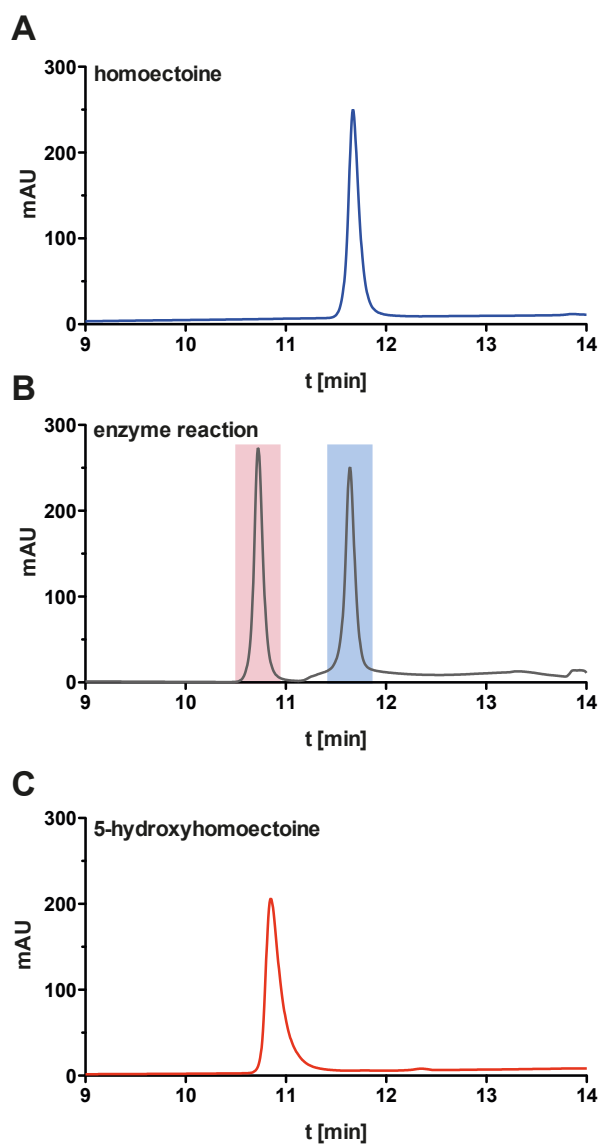 A
homoectoine
mAU
300
200
100
0
9 10 11 12 13 14
t [min]
B
enzyme reaction
mAU
300
200
100
0
9 10 11 12 13 14
t [min]
C
5-hydroxyhomoectoine
mAU
300
200
100
0
9 10 11 12 13 14
t [min]